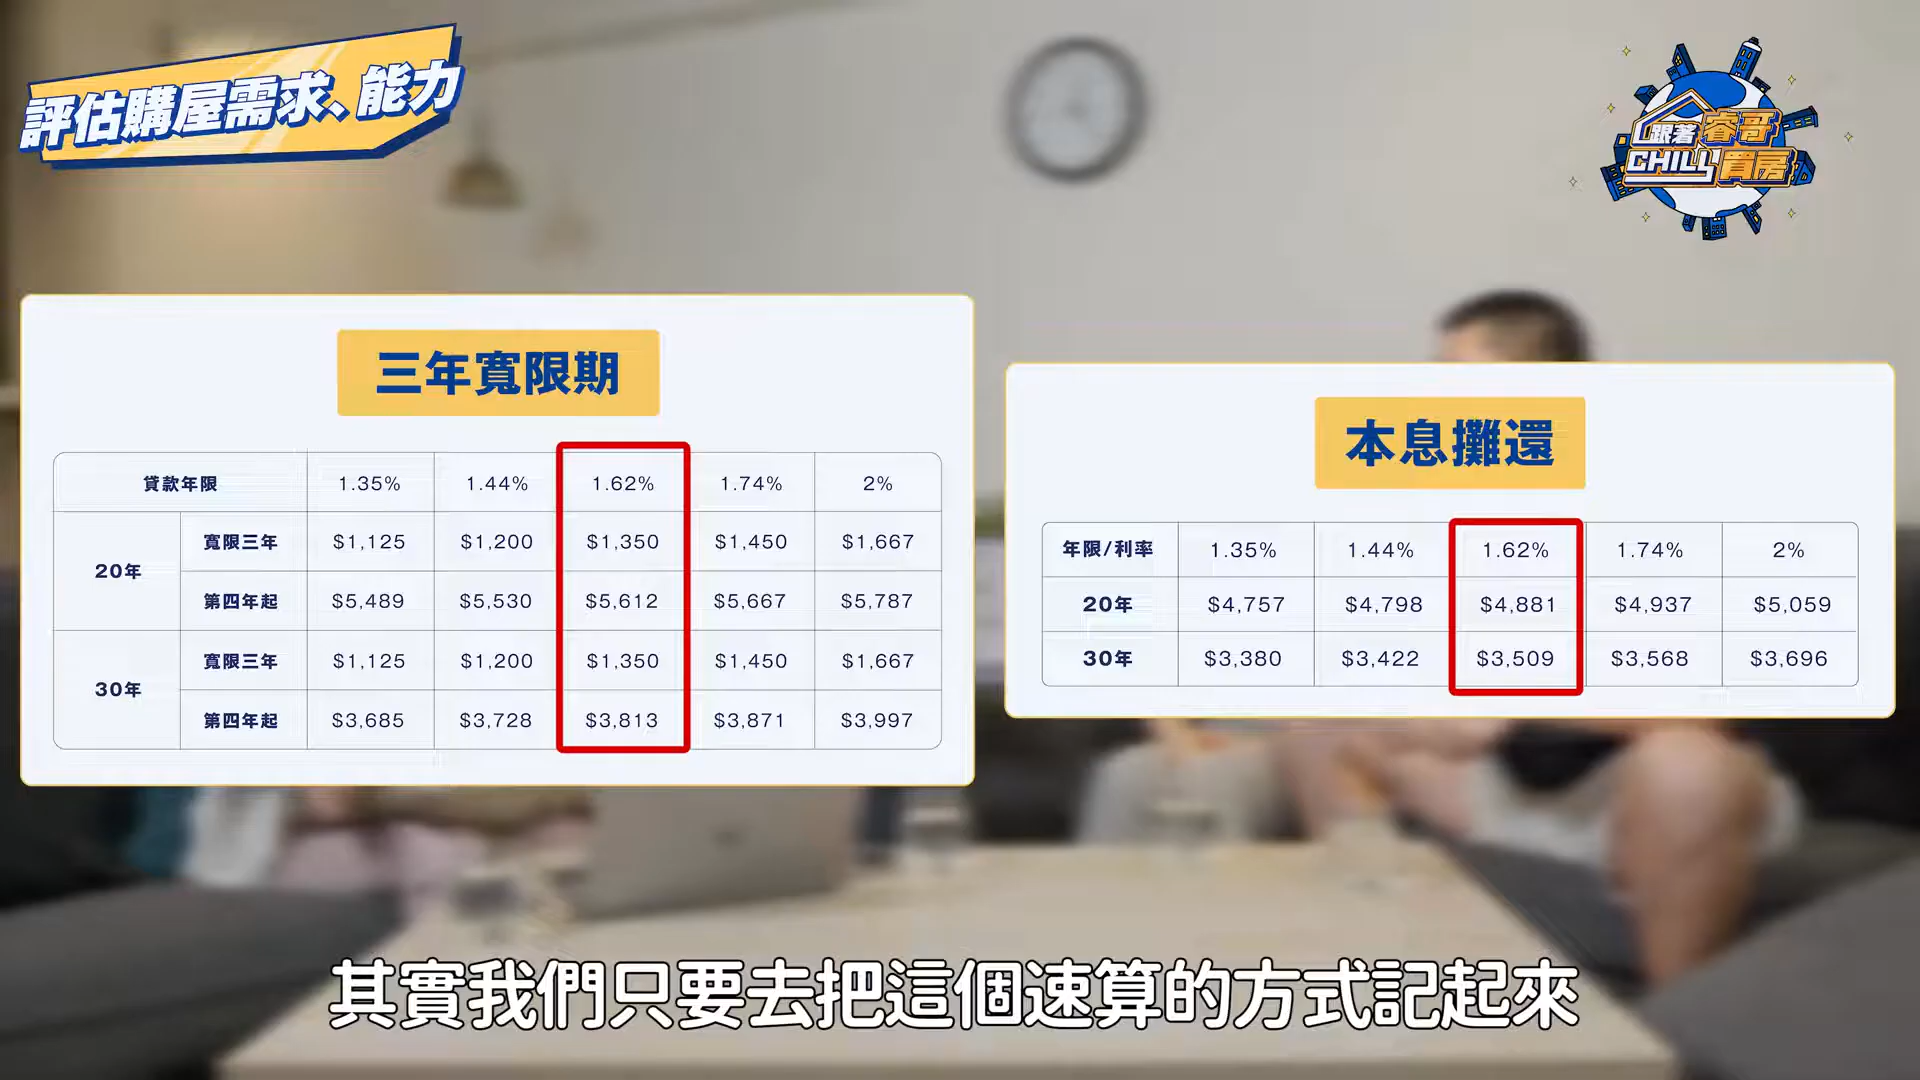 評估購屋需求、能力
跟著睿哥
CHILL買房
三年寬限期
貸款年限 1.35% 1.44% 1.62% 1.74% 2%
20年 寬限三年 $1,125 $1,200 $1,350 $1,450 $1,667
第四年起 $5,489 $5,530 $5,612 $5,667 $5,787
30年 寬限三年 $1,125 $1,200 $1,350 $1,450 $1,667
第四年起 $3,685 $3,728 $3,813 $3,871 $3,997
本息攤還
年限/利率 1.35% 1.44% 1.62% 1.74% 2%
20年 $4,757 $4,798 $4,881 $4,937 $5,059
30年 $3,380 $3,422 $3,509 $3,568 $3,696
其實我們只要去把這個速算的方式記起來